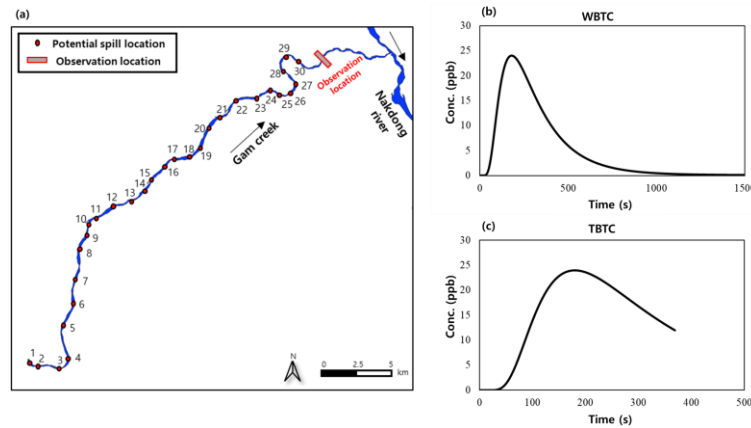 (a)
Potential spill location
Observation location
1
2
3
4
5
6
7
8
9
10
11
12
13
14
15
16
17
18
19
20
21
22
23
24
25
26
27
28
29
30
Observation
location
Gam creek
Nakdong
river
N
0
2.5
5
km
(b)
WBTC
Conc. (ppb)
30
25
20
15
10
5
0
0 500 1000 1500
Time (s)
(c)
TBTC
Conc. (ppb)
30
25
20
15
10
5
0
0 100 200 300 400 500
Time (s)